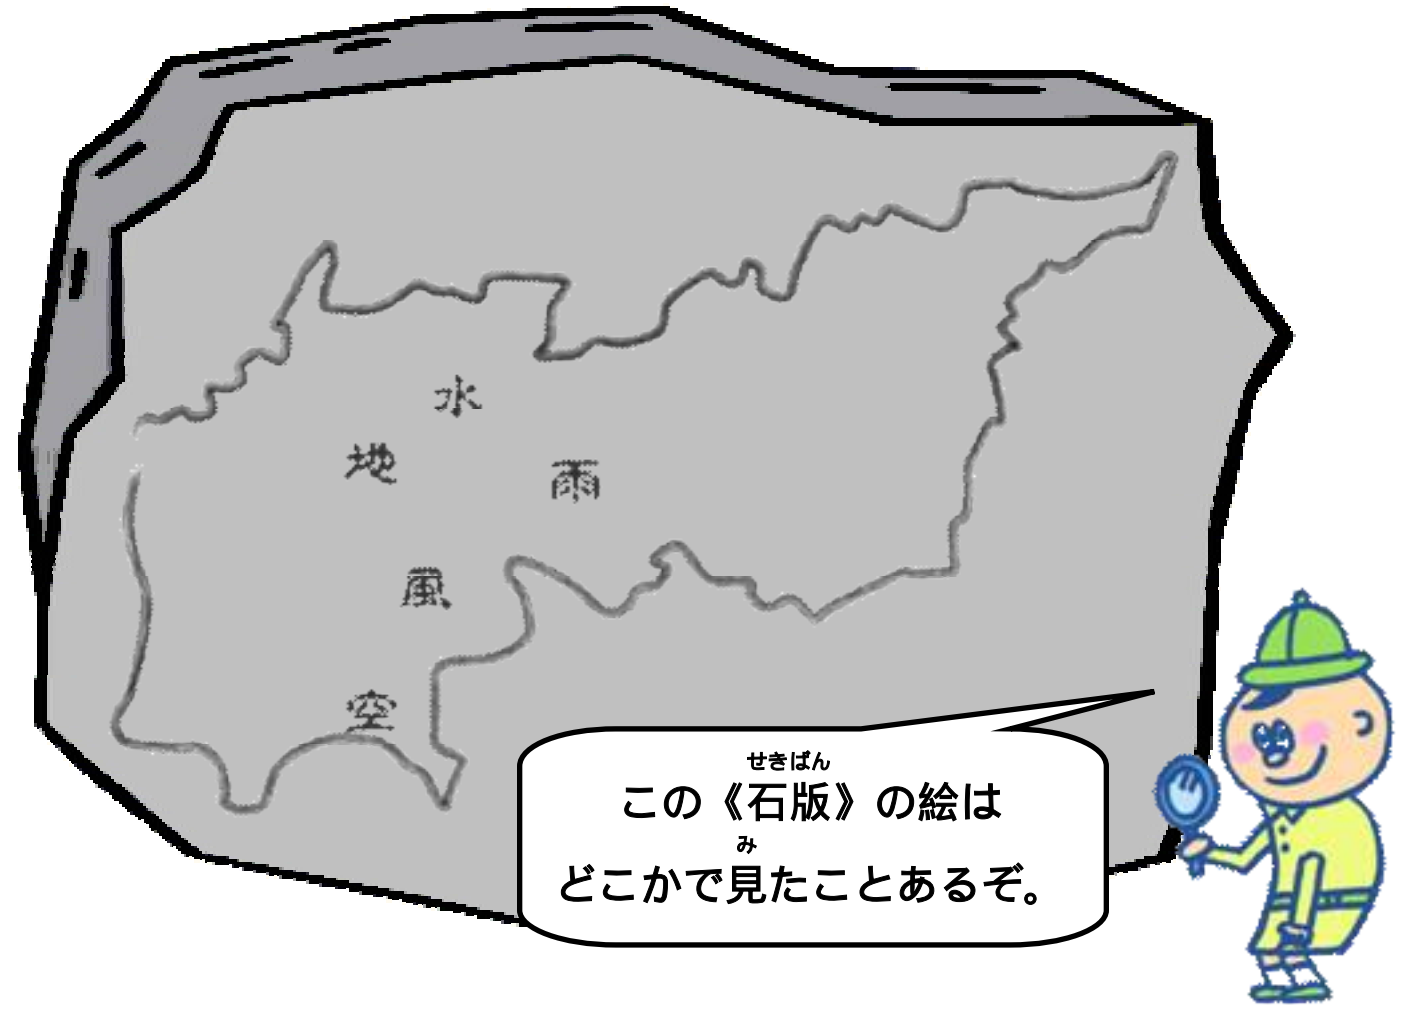 水
地
雨
風
空
せきばん
この《石版》の絵は
み
どこかで見たことあるぞ。